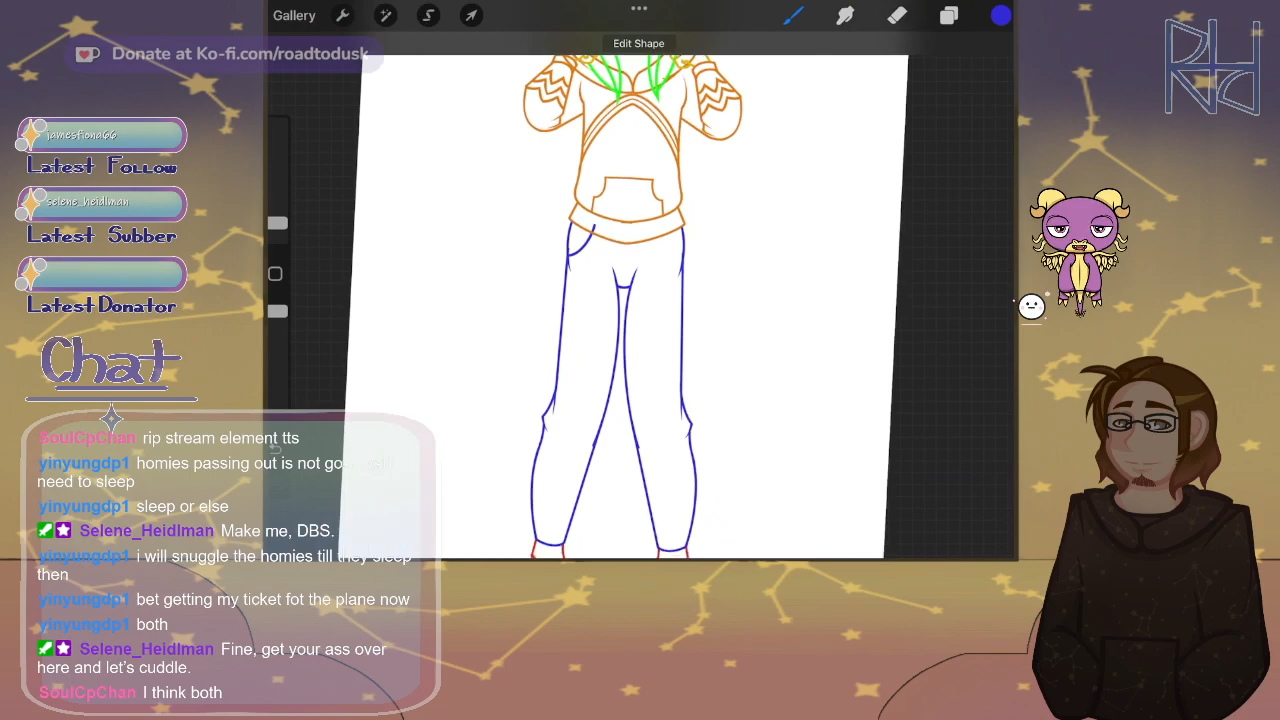 Gallery
Edit Shape
Donate at Ko-fi.com/roadtodusk
jamesfiona66
Latest Follow
selene_heidlman
Latest Subber
Latest Donator
Chat
SoulCpChan rip stream element tts
yinyungdp1 homies passing out is not
need to sleep
yinyungdp1 sleep or else
Selene_Heidlman Make me, DBS.
yinyungdp1 i will snuggle the homies till they sleep
then
yinyungdp1 bet getting my ticket fot the plane now
yinyungdp1 both
Selene_Heidlman Fine, get your ass over
here and let's cuddle.
SoulCpChan I think both